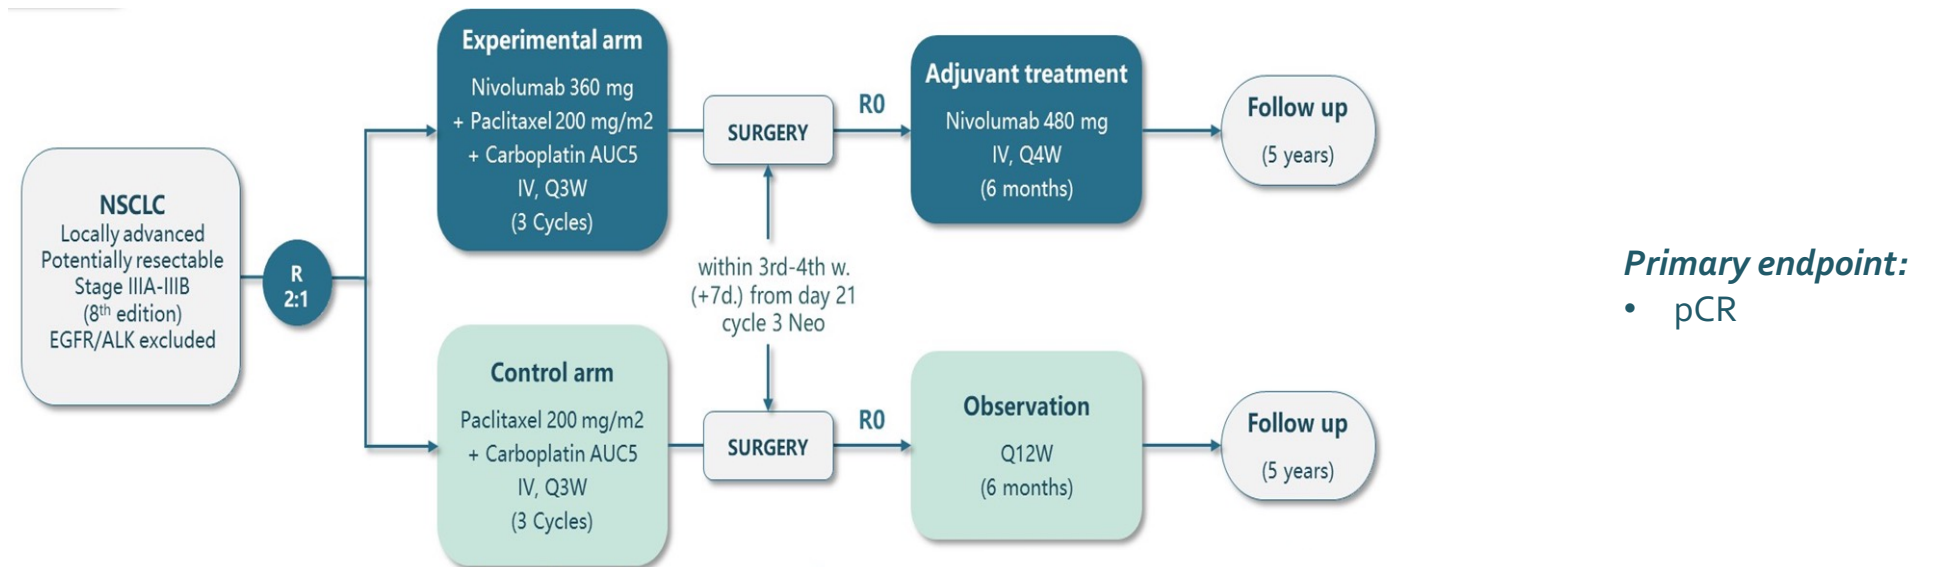 NSCLC
Locally advanced
Potentially resectable
Stage IIIA-IIIB
(8th edition)
EGFR/ALK excluded
R
2:1
Experimental arm
Nivolumab 360 mg
+ Paclitaxel 200 mg/m2
+ Carboplatin AUC5
IV, Q3W
(3 Cycles)
SURGERY
R0
Adjuvant treatment
Nivolumab 480 mg
IV, Q4W
(6 months)
Follow up
(5 years)
within 3rd-4th w.
(+7d.) from day 21
cycle 3 Neo
Control arm
Paclitaxel 200 mg/m2
+ Carboplatin AUC5
IV, Q3W
(3 Cycles)
SURGERY
R0
Observation
Q12W
(6 months)
Follow up
(5 years)
Primary endpoint:
• pCR